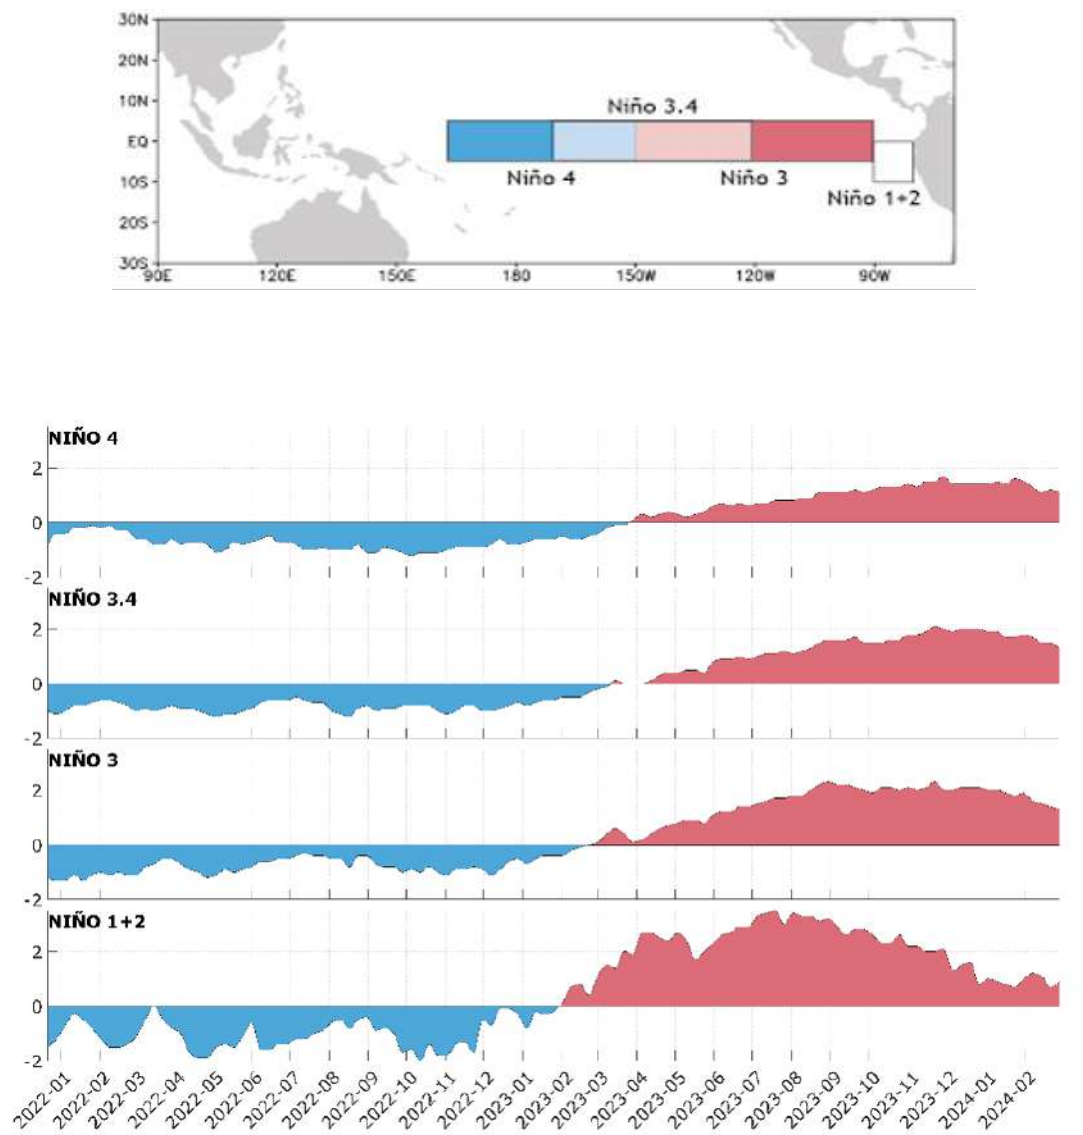 30N
20N
10N
EQ
10S
20S
30S
Niño 3.4
Niño 4
Niño 3
Niño 1+2
90E 120E 150E 180 150W 120W 90W
NIÑO 4
2
0
-2
NIÑO 3.4
2
0
-2
NIÑO 3
2
0
-2
NIÑO 1+2
2
0
-2
2022-01 2022-02 2022-03 2022-04 2022-05 2022-06 2022-07 2022-08 2022-09 2022-10 2022-11 2022-12 2023-01 2023-02 2023-03 2023-04 2023-05 2023-06 2023-07 2023-08 2023-09 2023-10 2023-11 2023-12 2024-01 2024-02